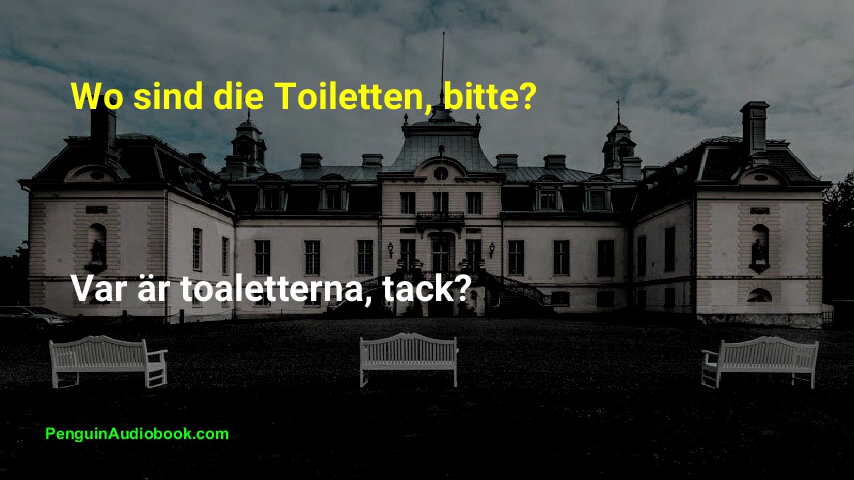 Wo sind die Toiletten, bitte?
Var är toaletterna, tack?
PenguinAudiobook.com